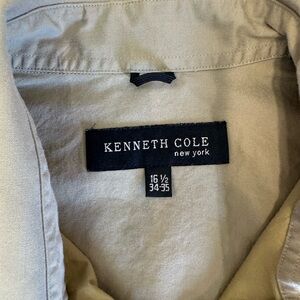 KENNETH COLE
new york
16 ½
34-35